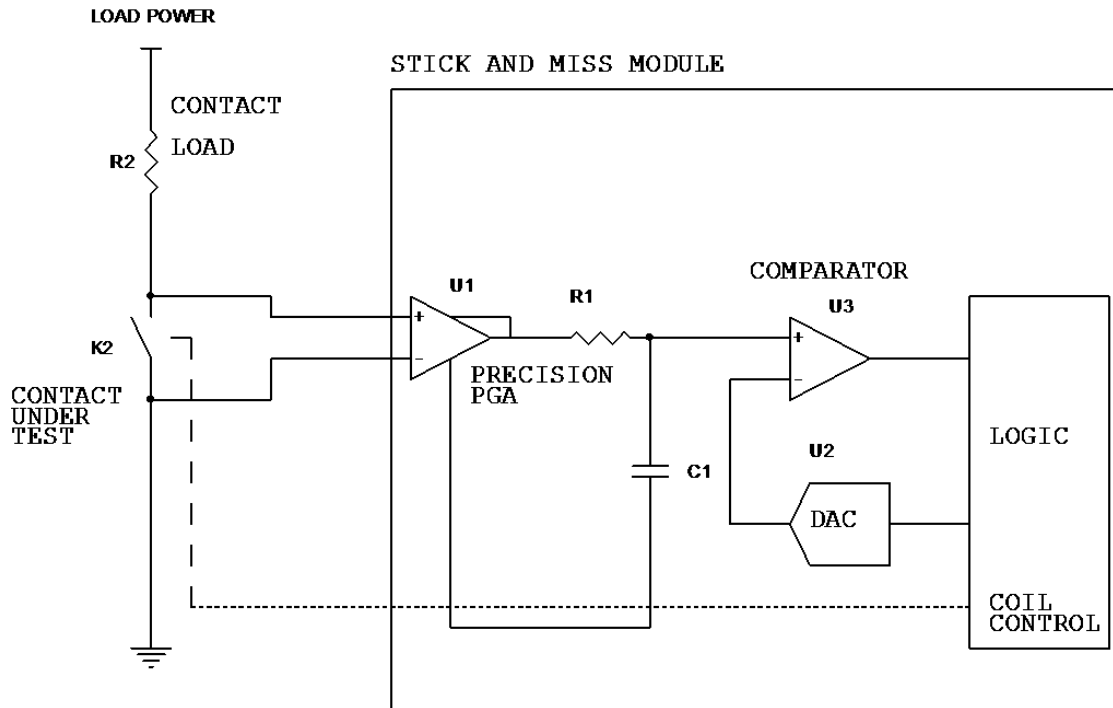 LOAD POWER
STICK AND MISS MODULE
CONTACT
LOAD
R2
COMPARATOR
U1
R1
U3
+
+
K2
-
-
PRECISION
PGA
CONTACT
UNDER
TEST
LOGIC
U2
C1
DAC
COIL
CONTROL